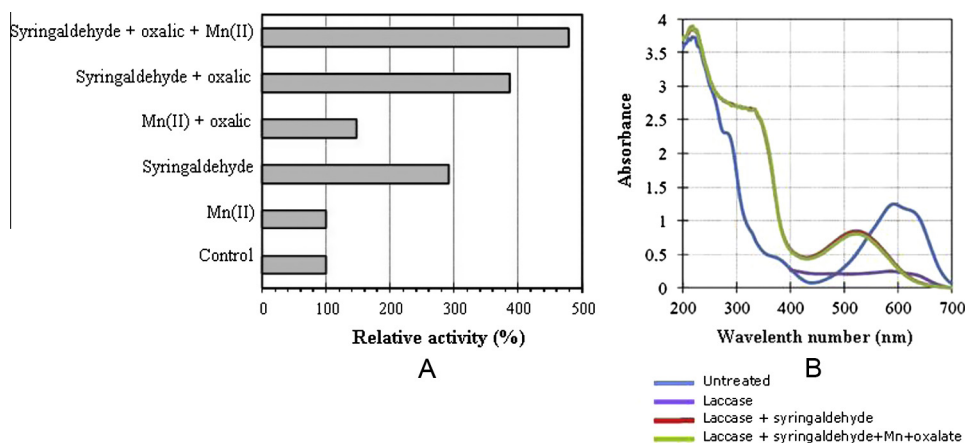 Syringaldehyde + oxalic + Mn(II)
Syringaldehyde + oxalic
Mn(II) + oxalic
Syringaldehyde
Mn(II)
Control
0 100 200 300 400 500
Relative activity (%)
A
4
3.5
3
2.5
2
1.5
1
0.5
0
Absorbance
200 300 400 500 600 700
Wavelenth number (nm)
B
Untreated
Laccase
Laccase + syringaldehyde
Laccase + syringaldehyde+Mn+oxalate